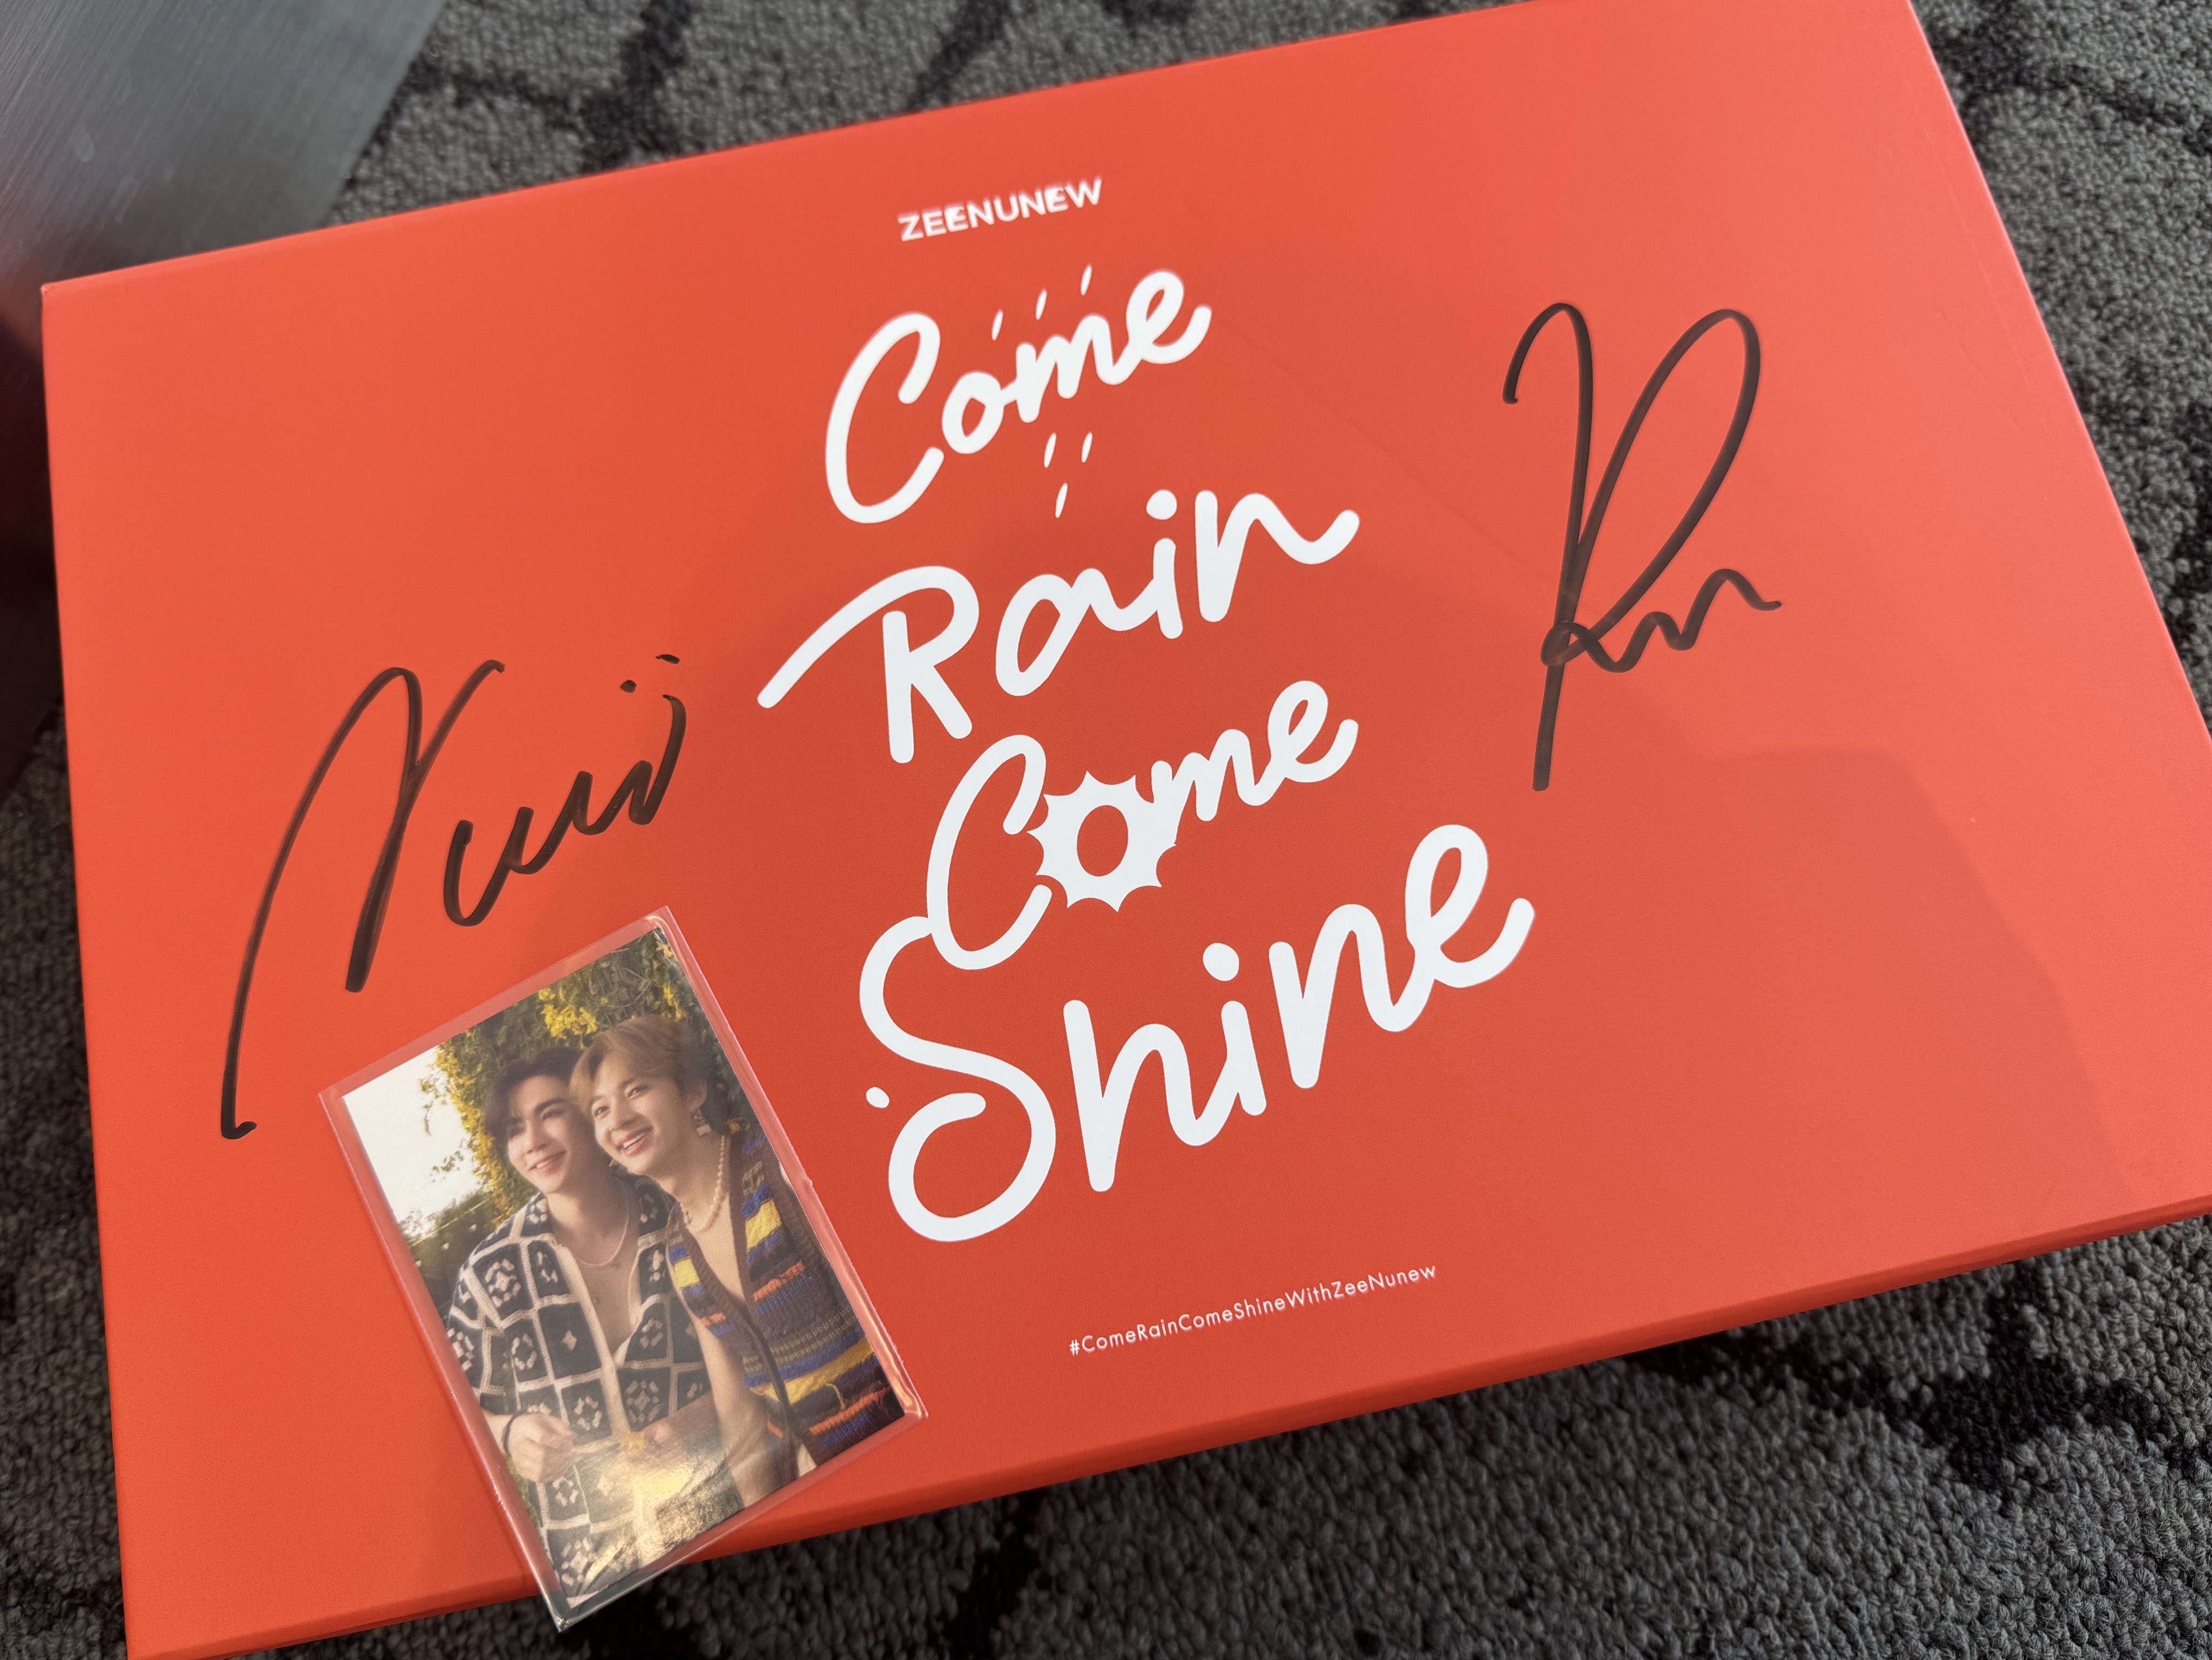 ZEENUNEW
Come
Rain
Come
Shine
#ComeRainComeShineWithZeeNunew